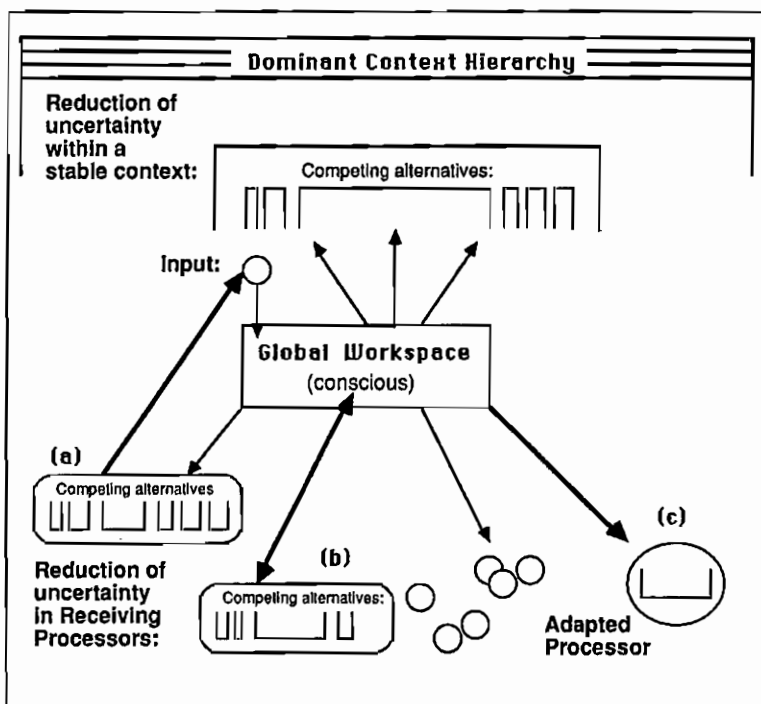 Dominant Context Hierarchy
Reduction of
uncertainty
within a
stable context:
Competing alternatives:
Input:
Global Workspace
(conscious)
(a)
Competing alternatives
Reduction of
uncertainty
in Receiving
Processors:
(b)
Competing alternatives:
(c)
Adapted
Processor